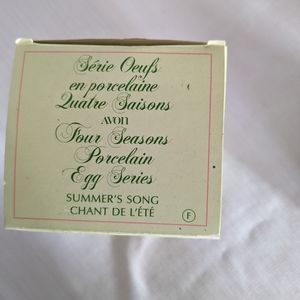 Série Oeufs
en porcelaine
Quatre Saisons
AVON
Four Seasons
Porcelain
Egg Series
SUMMER'S SONG
CHANT DE L'ÉTÉ
F